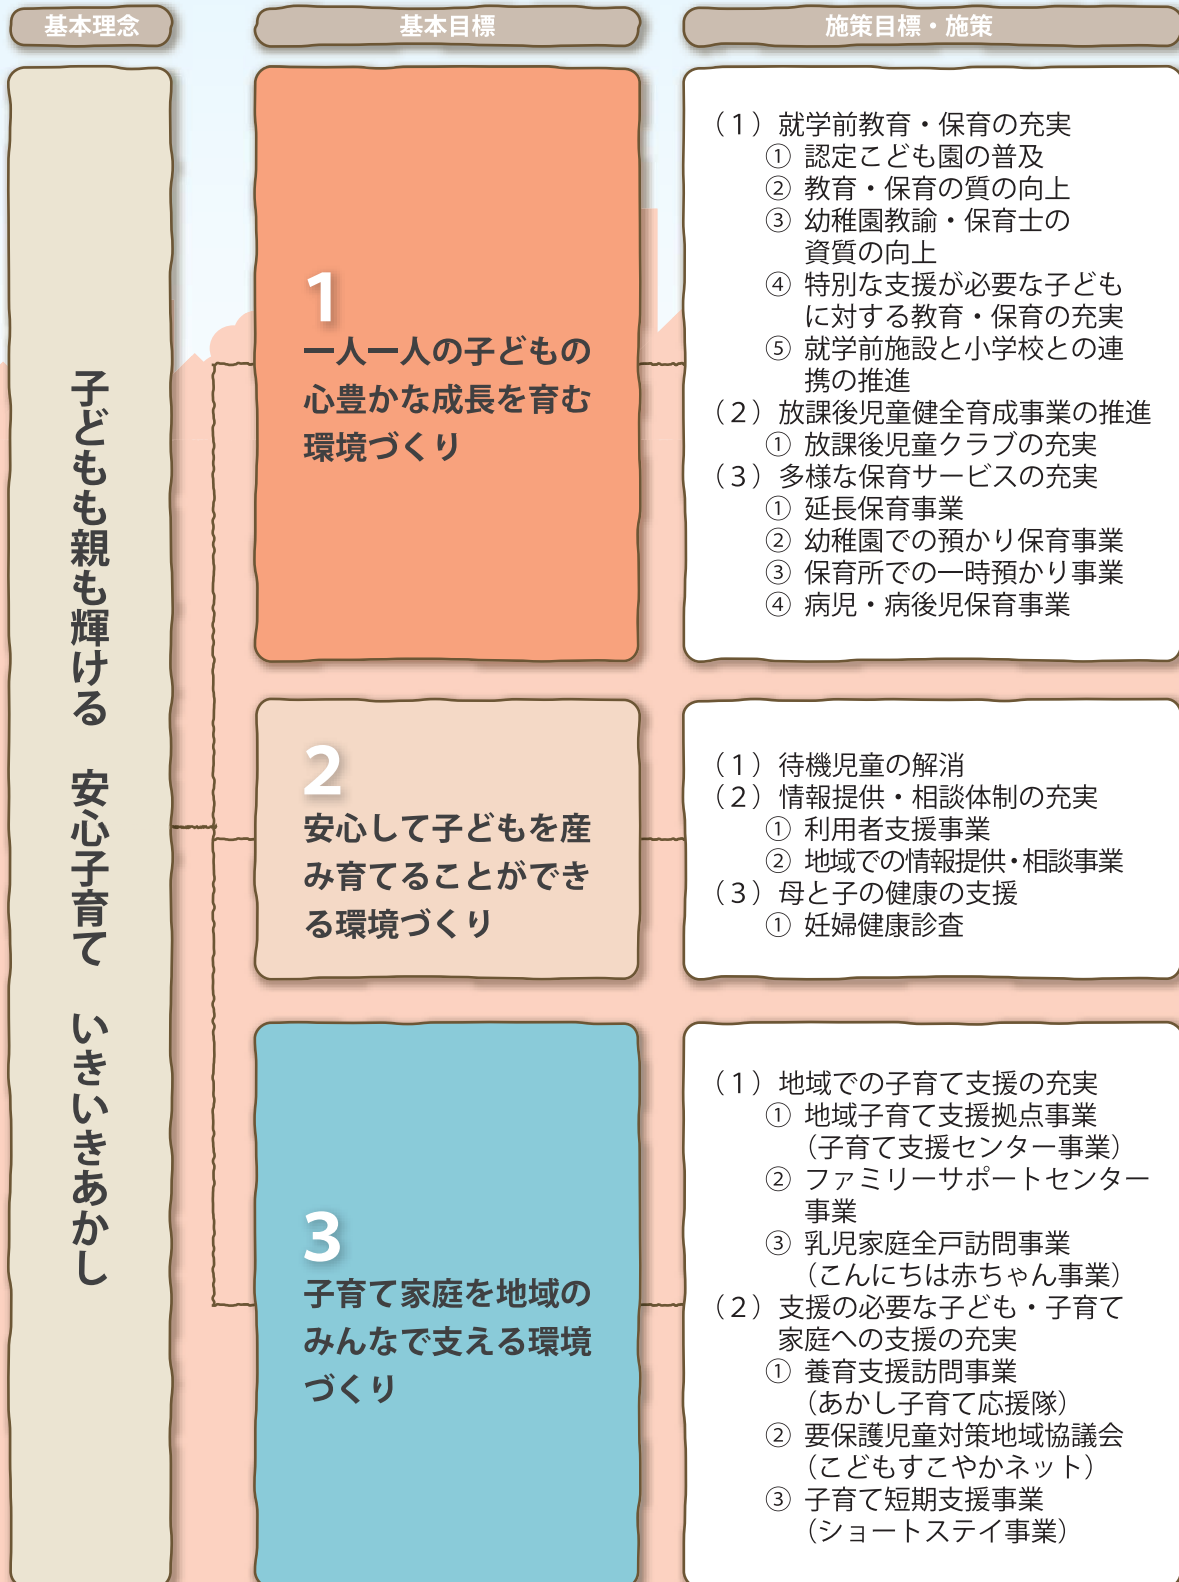 基本理念
基本目標
施策目標・施策
子どもも親も輝ける　安心子育て　いきいきあかし
1
一人一人の子どもの
心豊かな成長を育む
環境づくり
（１）就学前教育・保育の充実
① 認定こども園の普及
② 教育・保育の質の向上
③ 幼稚園教諭・保育士の
資質の向上
④ 特別な支援が必要な子ども
に対する教育・保育の充実
⑤ 就学前施設と小学校との連
携の推進
（２）放課後児童健全育成事業の推進
① 放課後児童クラブの充実
（３）多様な保育サービスの充実
① 延長保育事業
② 幼稚園での預かり保育事業
③ 保育所での一時預かり事業
④ 病児・病後児保育事業
2
安心して子どもを産
み育てることができ
る環境づくり
（１）待機児童の解消
（２）情報提供・相談体制の充実
① 利用者支援事業
② 地域での情報提供・相談事業
（３）母と子の健康の支援
① 妊婦健康診査
3
子育て家庭を地域の
みんなで支える環境
づくり
（１）地域での子育て支援の充実
① 地域子育て支援拠点事業
（子育て支援センター事業）
② ファミリーサポートセンター
事業
③ 乳児家庭全戸訪問事業
（こんにちは赤ちゃん事業）
（２）支援の必要な子ども・子育て
家庭への支援の充実
① 養育支援訪問事業
（あかし子育て応援隊）
② 要保護児童対策地域協議会
（こどもすこやかネット）
③ 子育て短期支援事業
（ショートステイ事業）